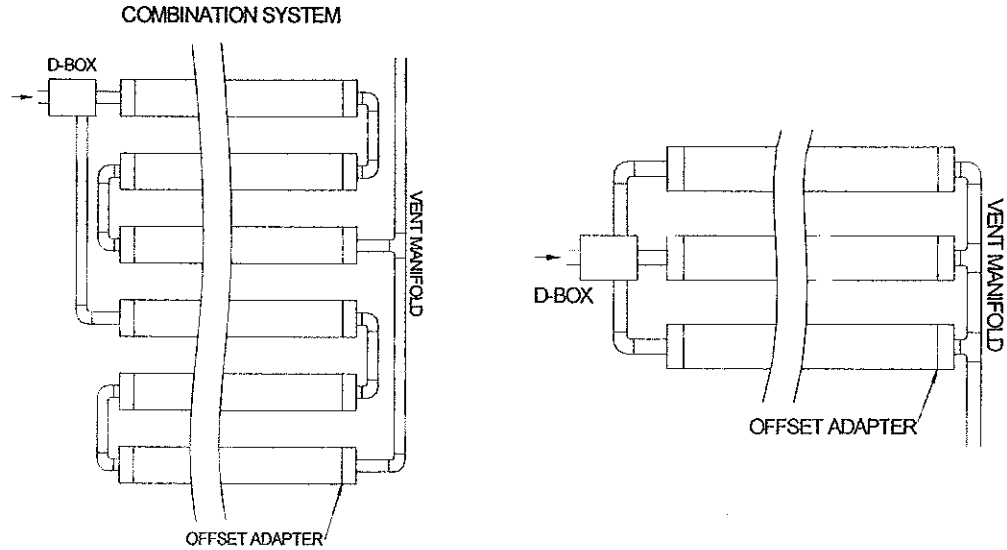 COMBINATION SYSTEM
D-BOX
VENT MANIFOLD
OFFSET ADAPTER
D-BOX
VENT MANIFOLD
OFFSET ADAPTER